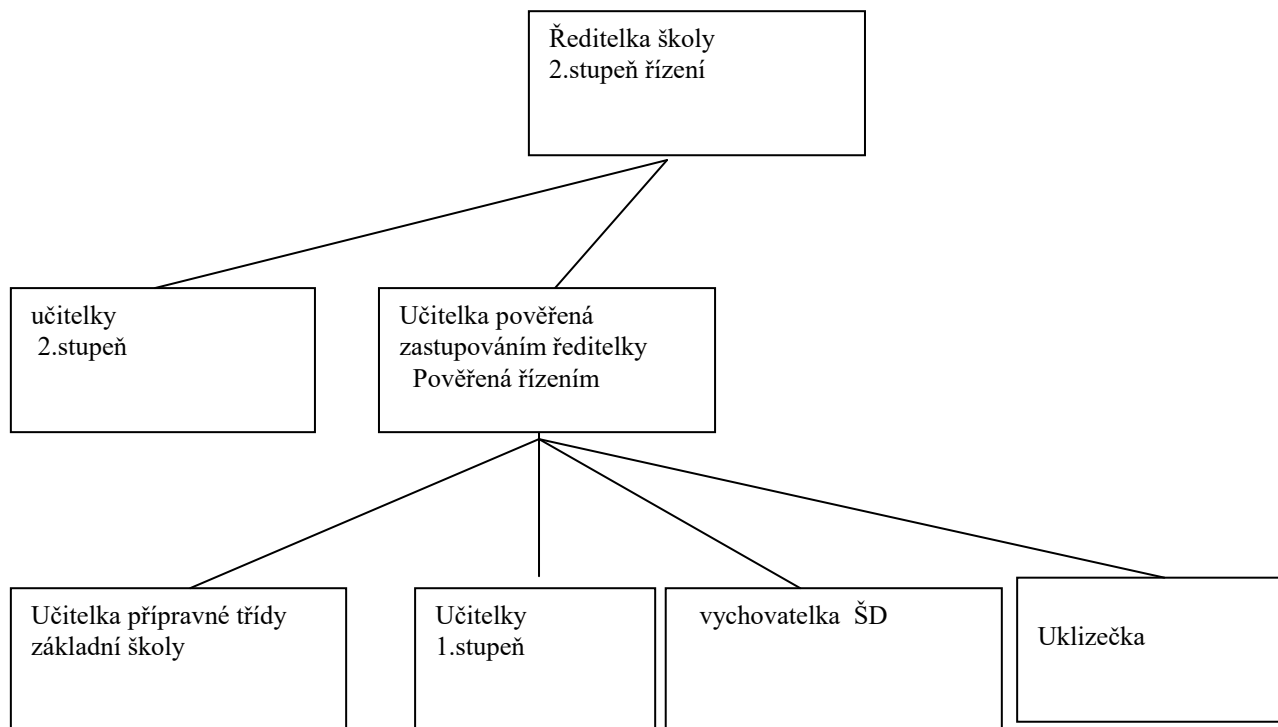 Ředitelka školy
2.stupeň řízení
učitelky
2.stupeň
Učitelka pověřená
zastupováním ředitelky
Pověřená řízením
Učitelka přípravné třídy
základní školy
Učitelky
1.stupeň
vychovatelka ŠD
Uklizečka